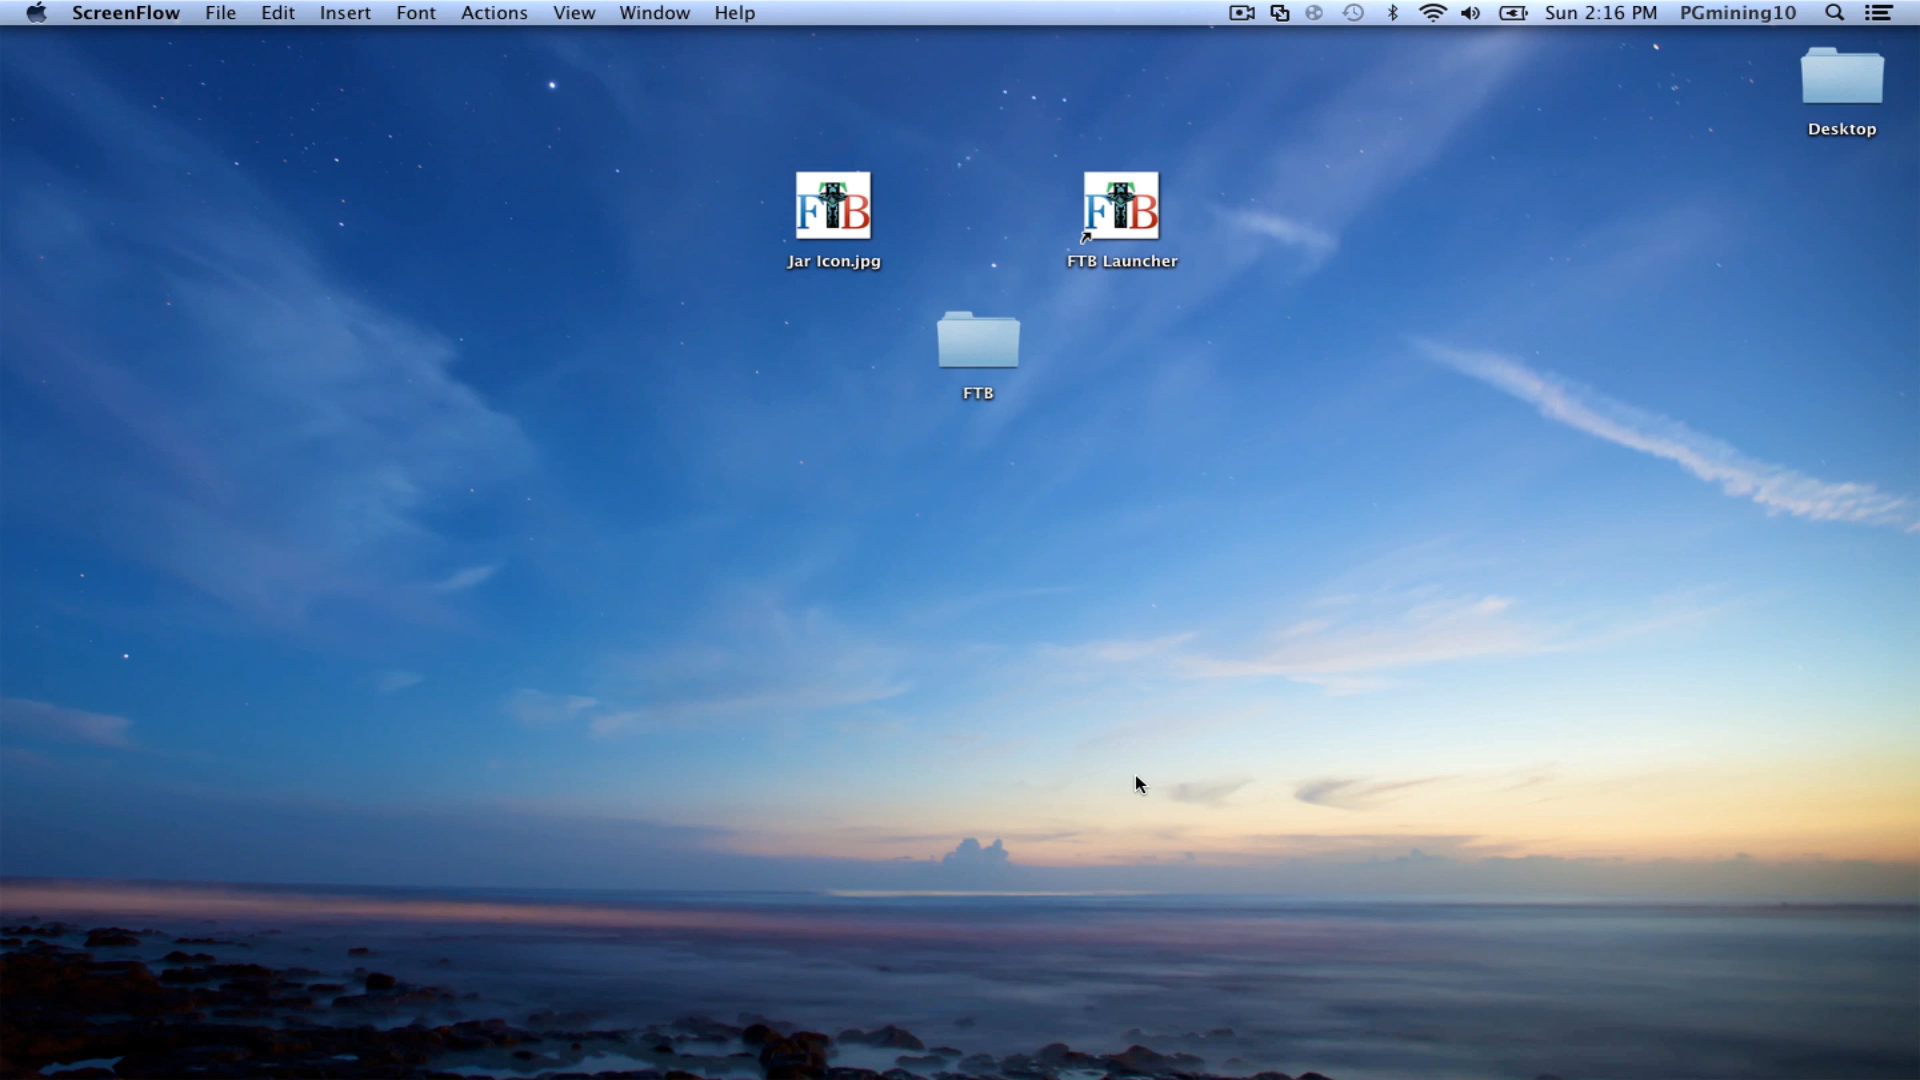 ScreenFlow File Edit Insert Font Actions View Window Help Sun 2:16 PM PGmining10
Desktop
FTB FTB
Jar Icon.jpg FTB Launcher
FTB